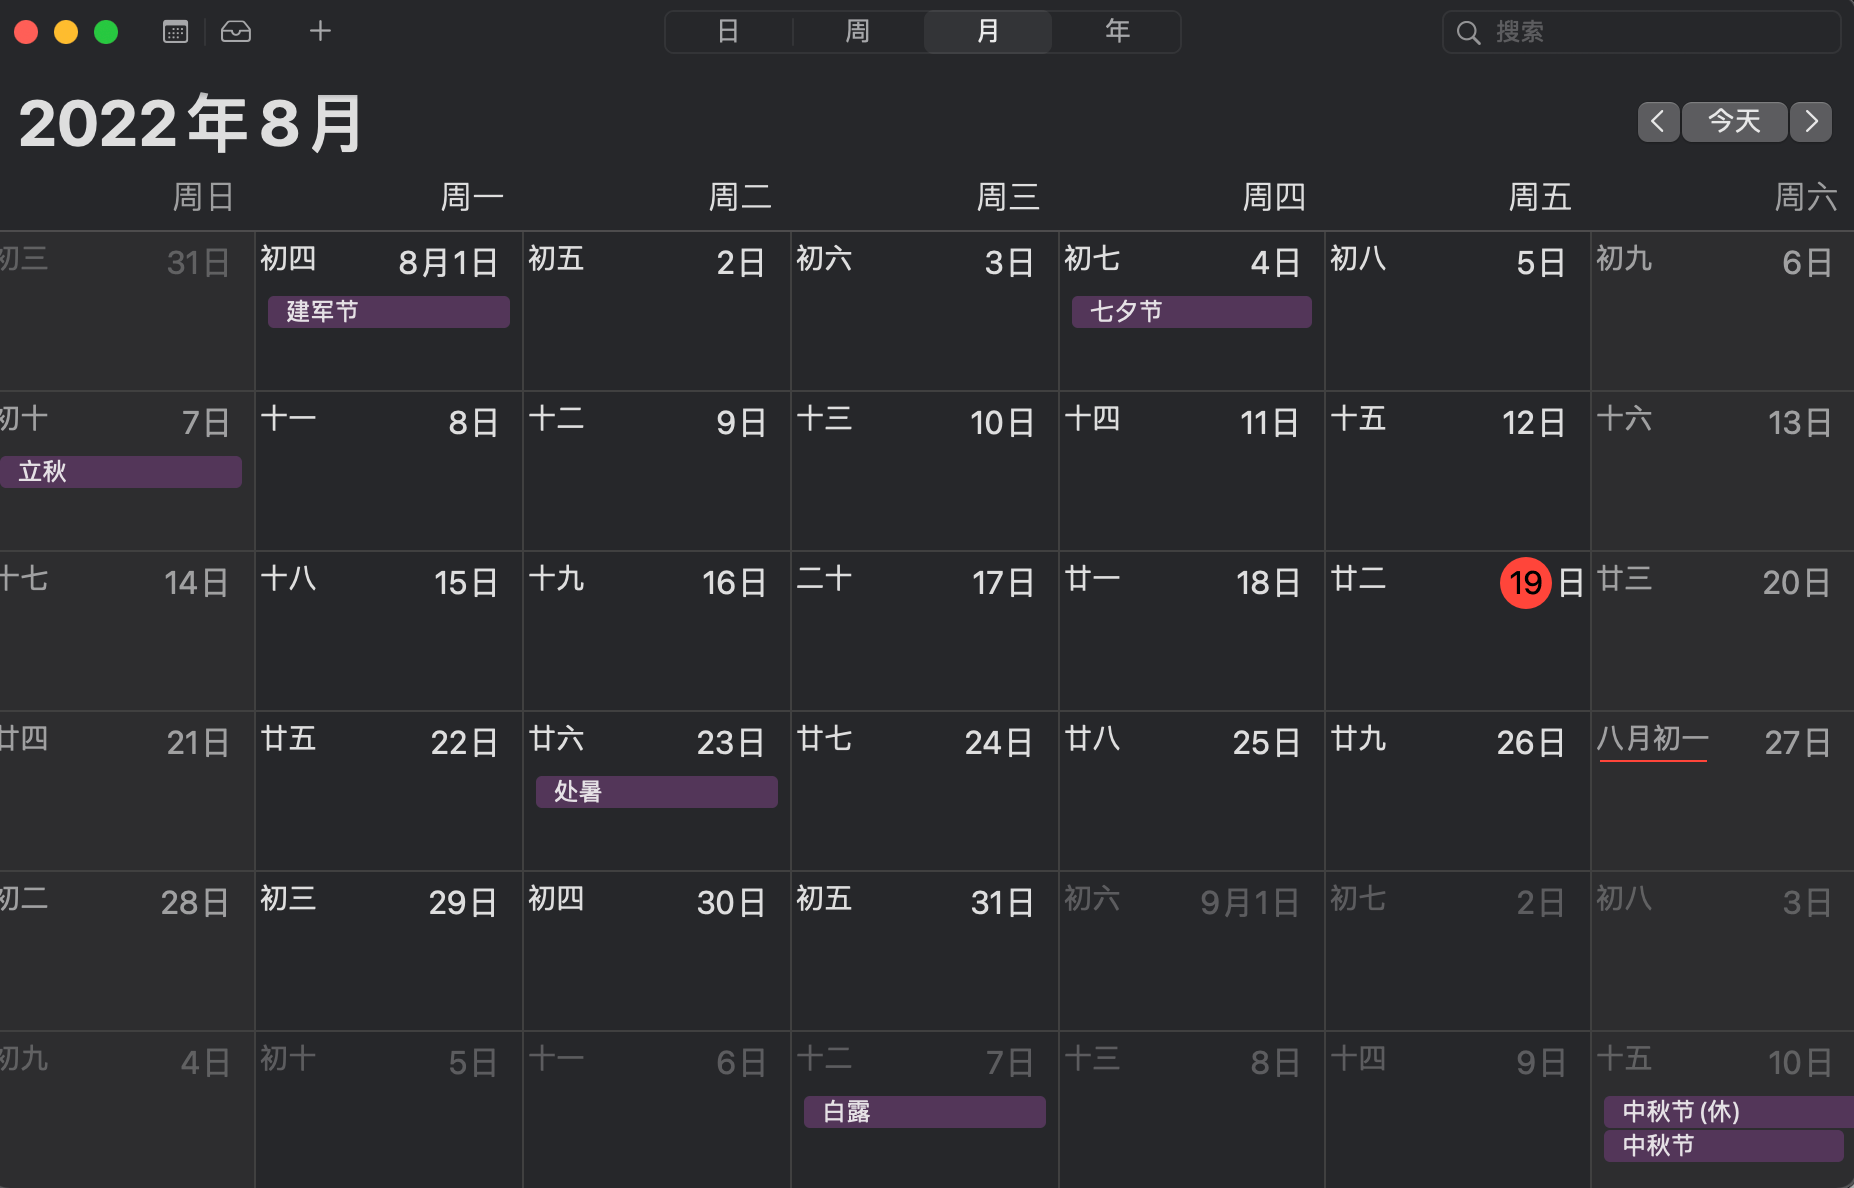 日 周 月 年 搜索
2022年8月 今天
周日 周一 周二 周三 周四 周五 周六
初三 31日 初四 8月1日 初五 2日 初六 3日 初七 4日 初八 5日 初九 6日
建军节 七夕节
初十 7日 十一 8日 十二 9日 十三 10日 十四 11日 十五 12日 十六 13日
立秋
十七 14日 十八 15日 十九 16日 二十 17日 廿一 18日 廿二 19日 廿三 20日
廿四 21日 廿五 22日 廿六 23日 廿七 24日 廿八 25日 廿九 26日 八月初一 27日
处暑
初二 28日 初三 29日 初四 30日 初五 31日 初六 9月1日 初七 2日 初八 3日
初九 4日 初十 5日 十一 6日 十二 7日 十三 8日 十四 9日 十五 10日
白露 中秋节(休)
中秋节